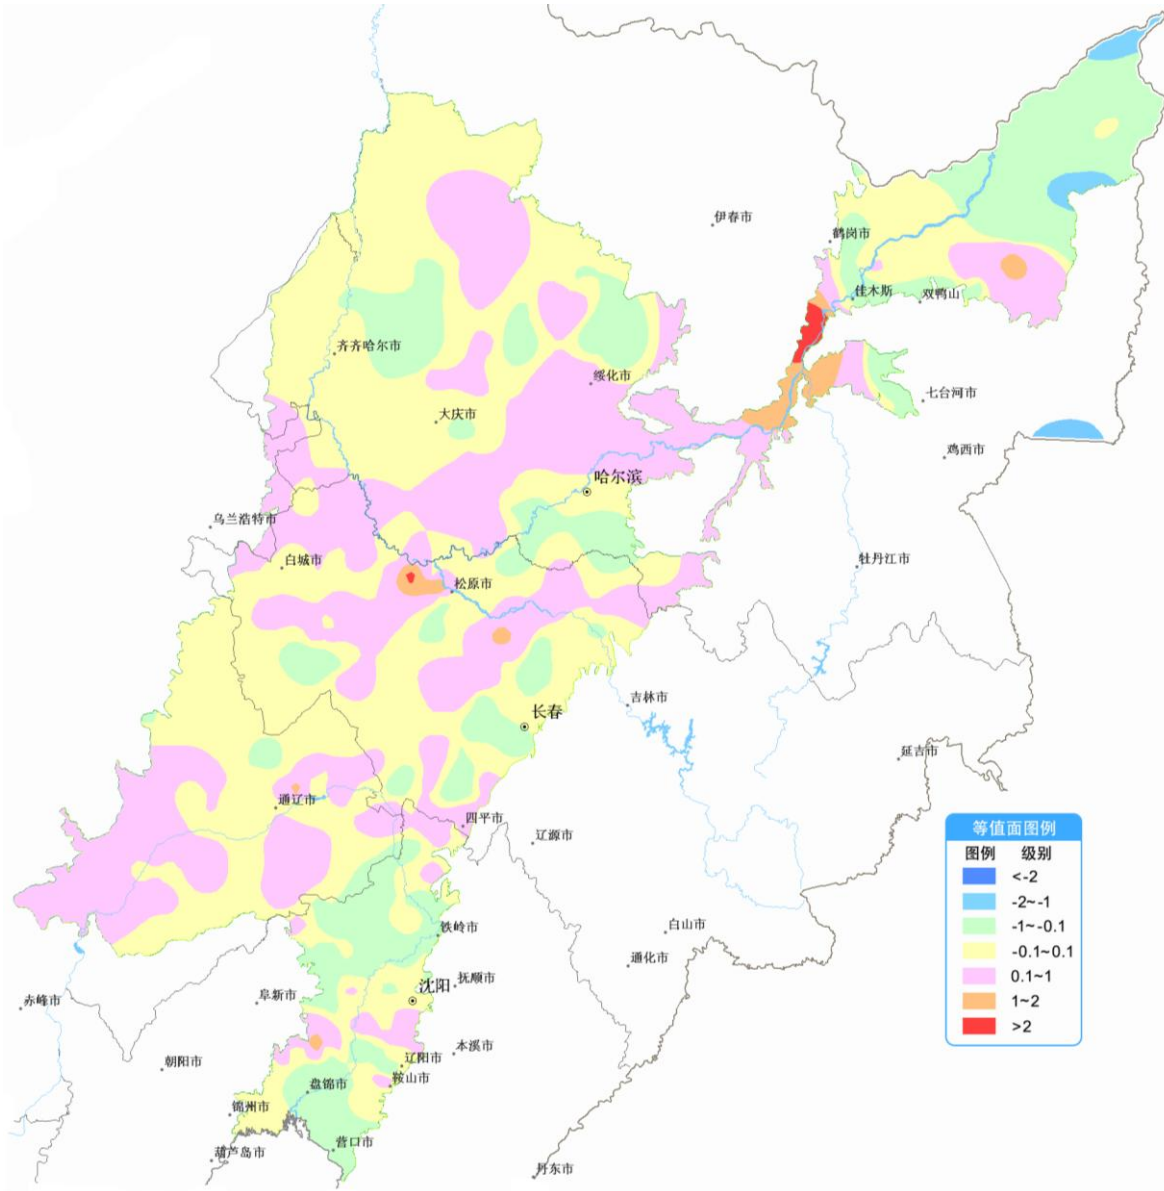 伊春市
鹤岗市
佳木斯
双鸭山
齐齐哈尔市
绥化市
七台河市
大庆市
鸡西市
哈尔滨
乌兰浩特市
白城市
牡丹江市
松原市
吉林市
长春
延吉市
通辽市
四平市
辽源市
等值面图例
图例 级别
<-2
-2~-1
-1~-0.1
-0.1~0.1
0.1~1
1~2
>2
铁岭市
白山市
通化市
沈阳
抚顺市
阜新市
赤峰市
本溪市
辽阳市
朝阳市
鞍山市
盘锦市
锦州市
营口市
葫芦岛市
丹东市